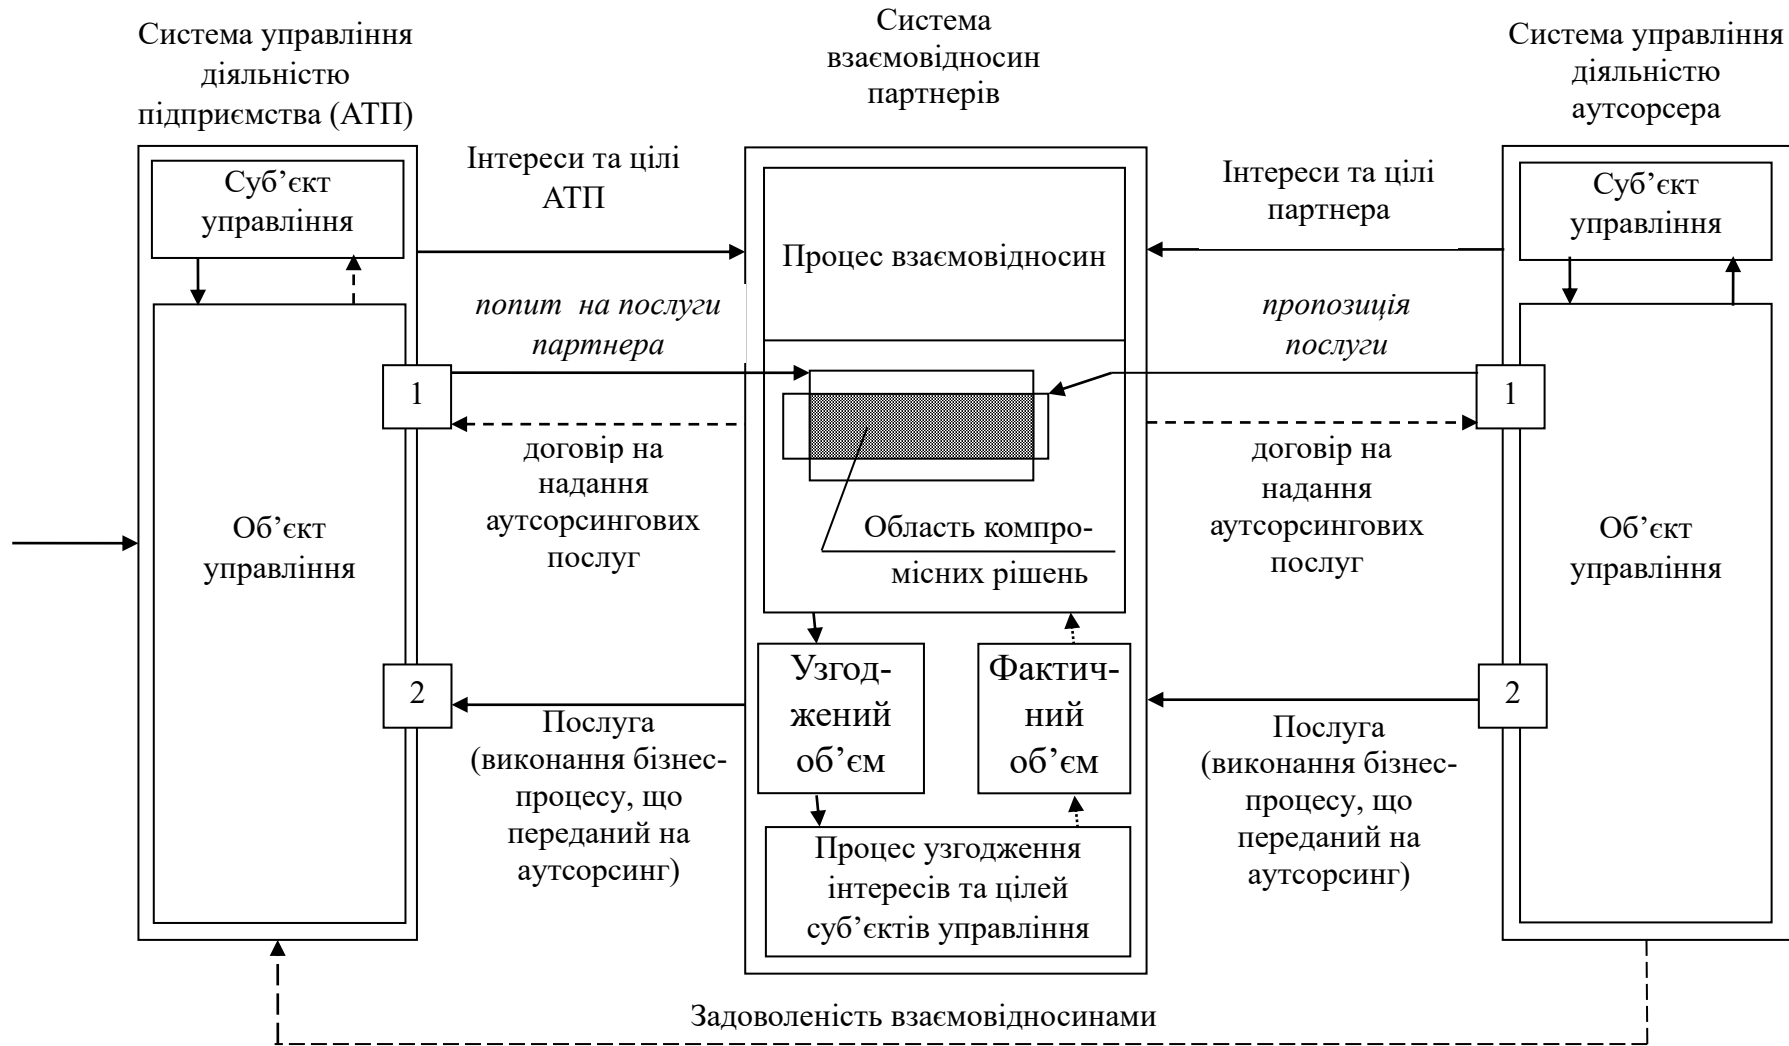 Система управління
діяльністю
підприємства (АТП)
Система
взаємовідносин
партнерів
Система управління
діяльністю
аутсорсера
Суб’єкт
управління
Інтереси та цілі
АТП
Процес взаємовідносин
Інтереси та цілі
партнера
Суб’єкт
управління
попит на послуги
партнера
пропозиція
послуги
1
1
договір на
надання
аутсорсингових
послуг
договір на
надання
аутсорсингових
послуг
Об’єкт
управління
Область компро-
місних рішень
Об’єкт
управління
2
Узгод-
жений
об’єм
Фактич-
ний
об’єм
2
Послуга
(виконання бізнес-
процесу, що
переданий на
аутсорсинг)
Послуга
(виконання бізнес-
процесу, що
переданий на
аутсорсинг)
Процес узгодження
інтересів та цілей
суб’єктів управління
Задоволеність взаємовідносинами